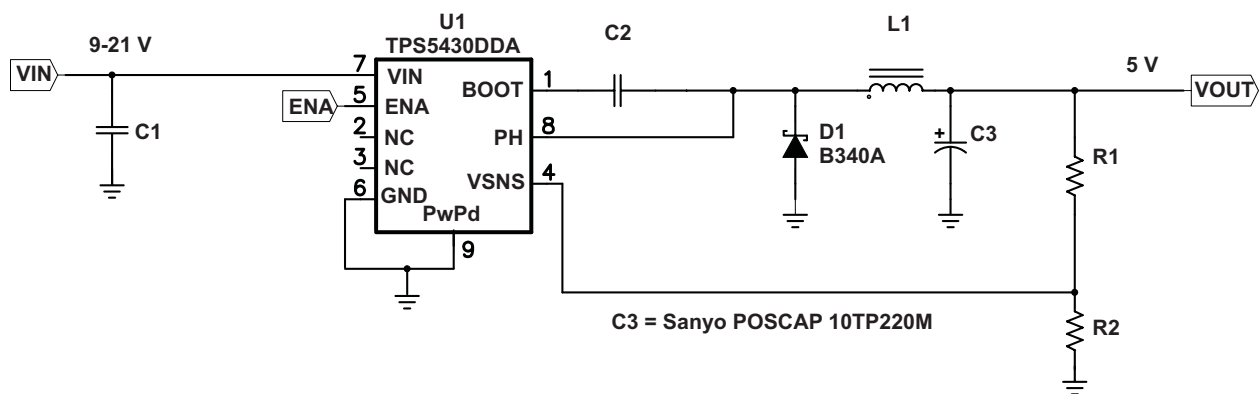 U1
TPS5430DDA
9-21 V
C2
L1
5 V
VIN
7
VIN
BOOT
1
VOUT
ENA
5
ENA
C1
2
NC
PH
8
D1
B340A
C3
R1
3
NC
VSNS
4
6
GND
PwPd
9
C3 = Sanyo POSCAP 10TP220M
R2